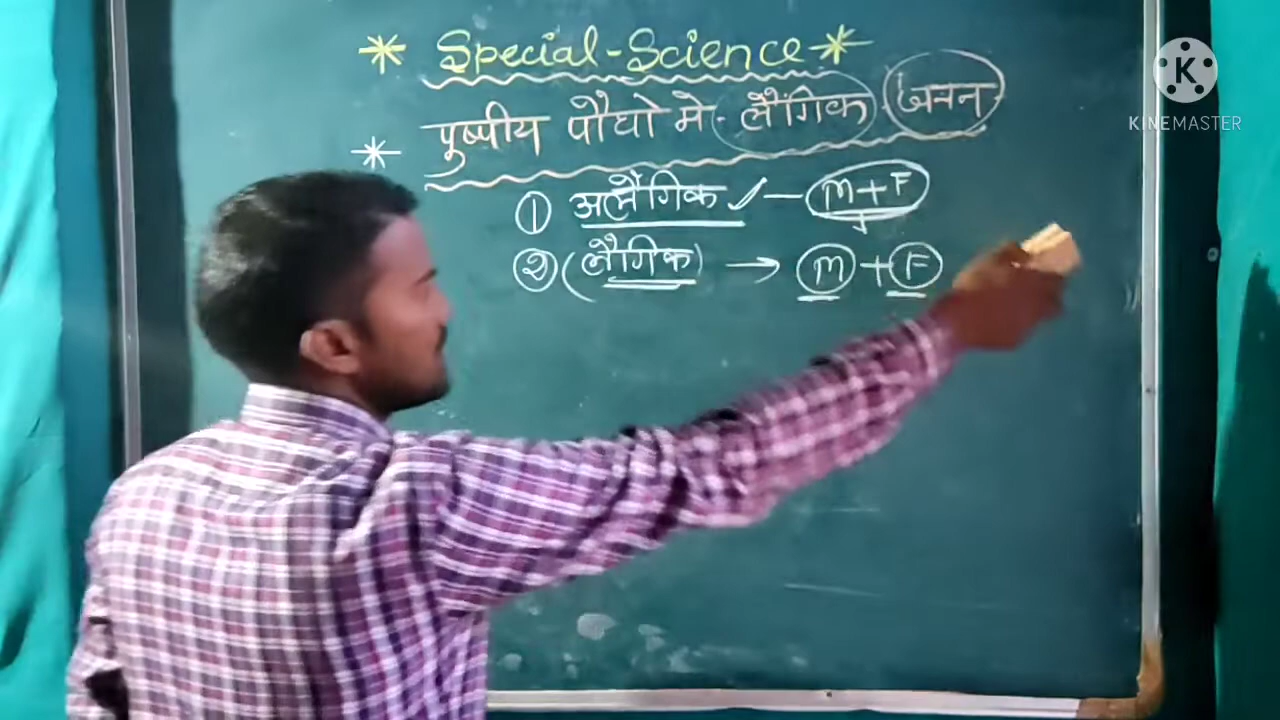 * Special-Science *
* पुष्पीय पौधो मे - लैंगिक जनन
① अलैंगिक ✓ — M+F
② (लैंगिक) → M + F
K
KINEMASTER